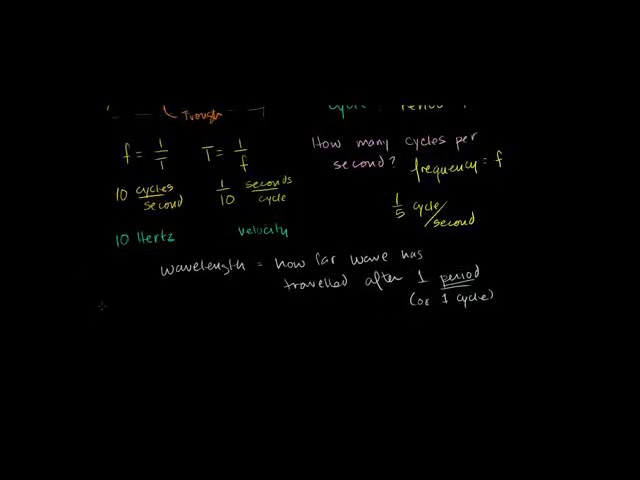 Trough
f = 1/T T = 1/f
How many cycles per
second? frequency = f
10 cycles/second 1/10 seconds/cycle
1/5 cycle/second
10 Hertz velocity
wavelength = how far wave has
travelled after 1 period
(or 1 cycle)